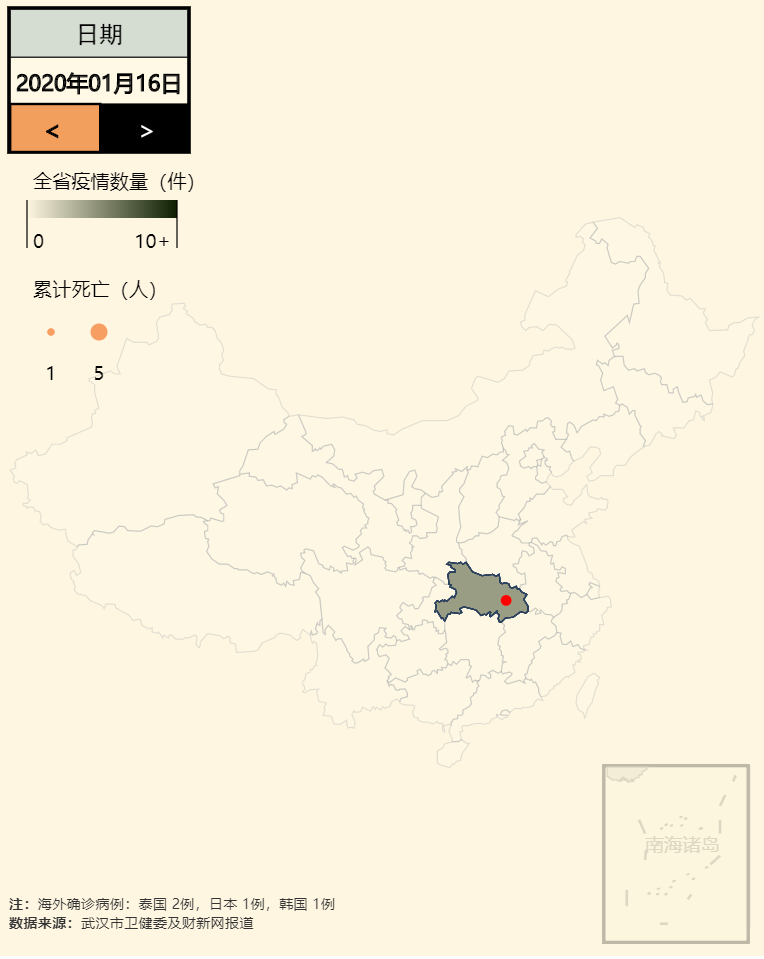 日期
2020年01月16日
< >
全省疫情数量（件）
0 10+
累计死亡（人）
1 5
南海诸岛
注：海外确诊病例：泰国 2例，日本 1例，韩国 1例
数据来源：武汉市卫健委及财新网报道